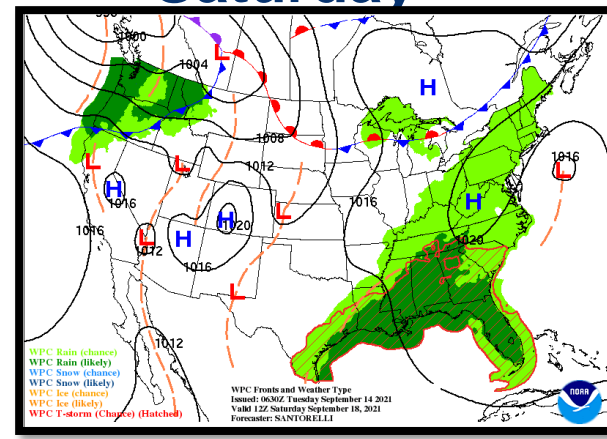 Saturday
1000
1004
L
H
1008
1012
L
L
1016
L
H
1016
1016
H
H
1020
L
H
1020
1016
L
1012
H
1016
L
1012
WPC Rain (chance)
WPC Rain (likely)
WPC Snow (chance)
WPC Snow (likely)
WPC Ice (chance)
WPC Ice (likely)
WPC T-storm (Chance) (Hatched)
WPC Fronts and Weather Type
Issued: 0630Z Tuesday September 14 2021
Valid 12Z Saturday September 18, 2021
Forecaster: SANTORELLI
NOAA